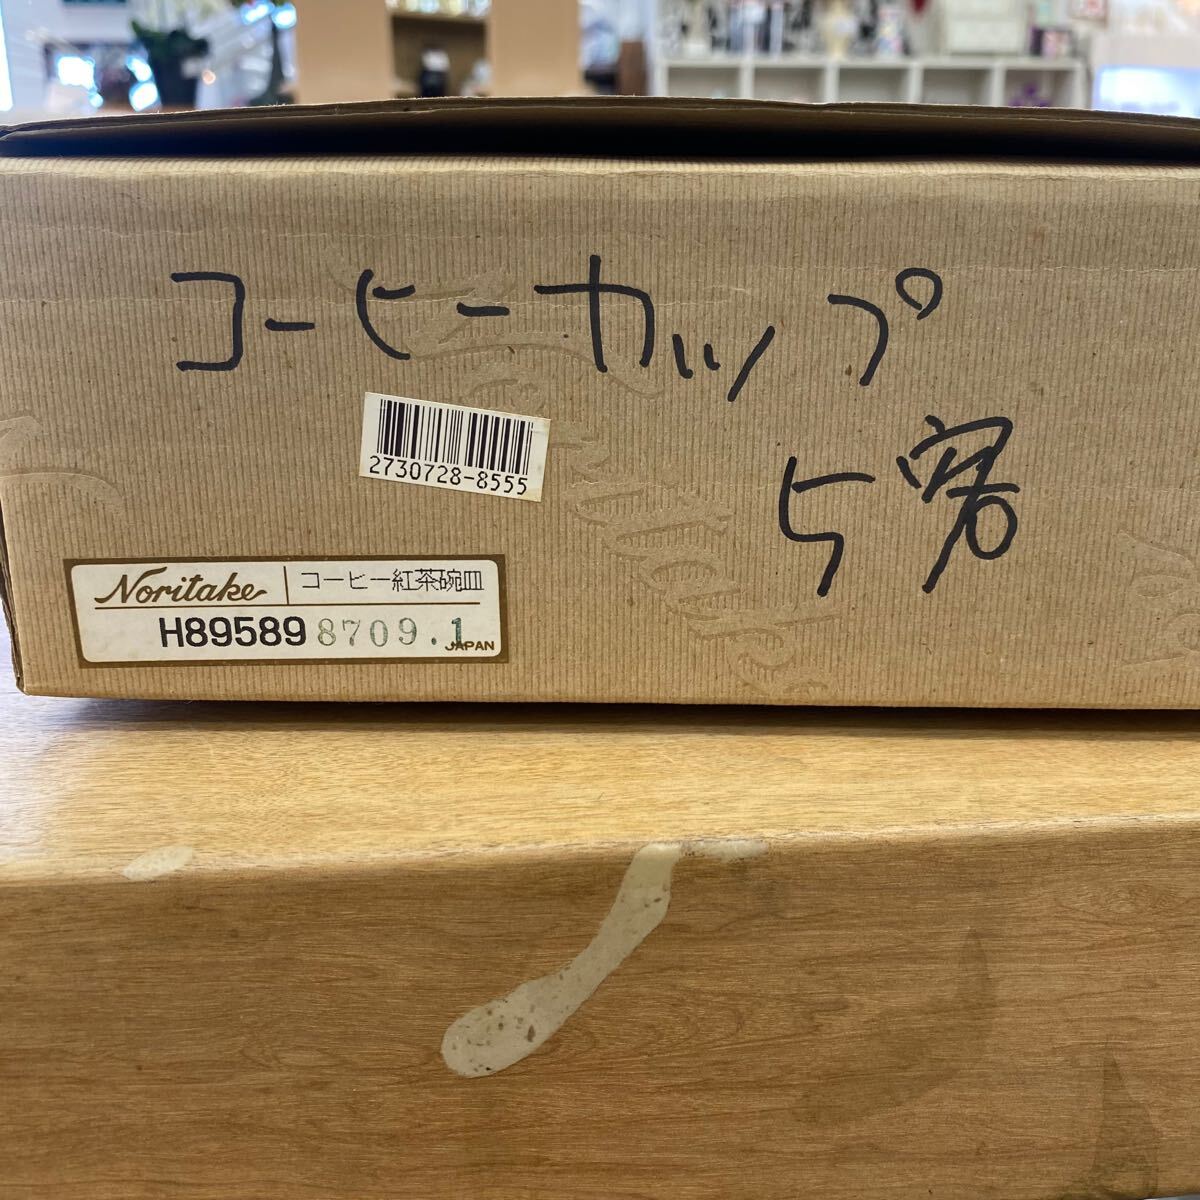 コーヒーカップ
5客
2730728-8555
Noritake コーヒー紅茶碗皿
H89589 8709.1
JAPAN